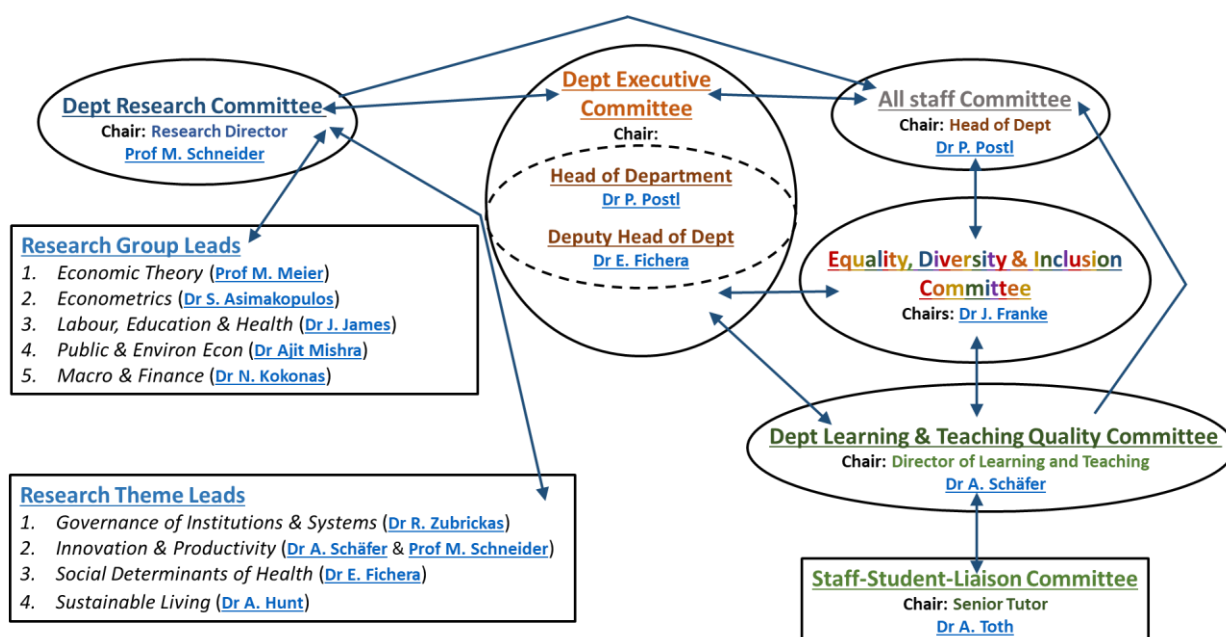 Dept Research Committee
Chair: Research Director
Prof M. Schneider
Dept Executive
Committee
Chair:
Head of Department
Dr P. Postl
Deputy Head of Dept
Dr E. Fichera
All staff Committee
Chair: Head of Dept
Dr P. Postl
Research Group Leads
1. Economic Theory (Prof M. Meier)
2. Econometrics (Dr S. Asimakopulos)
3. Labour, Education & Health (Dr J. James)
4. Public & Environ Econ (Dr Ajit Mishra)
5. Macro & Finance (Dr N. Kokonas)
Equality, Diversity & Inclusion
Committee
Chairs: Dr J. Franke
Dept Learning & Teaching Quality Committee
Chair: Director of Learning and Teaching
Dr A. Schäfer
Research Theme Leads
1. Governance of Institutions & Systems (Dr R. Zubrickas)
2. Innovation & Productivity (Dr A. Schäfer & Prof M. Schneider)
3. Social Determinants of Health (Dr E. Fichera)
4. Sustainable Living (Dr A. Hunt)
Staff-Student-Liaison Committee
Chair: Senior Tutor
Dr A. Toth